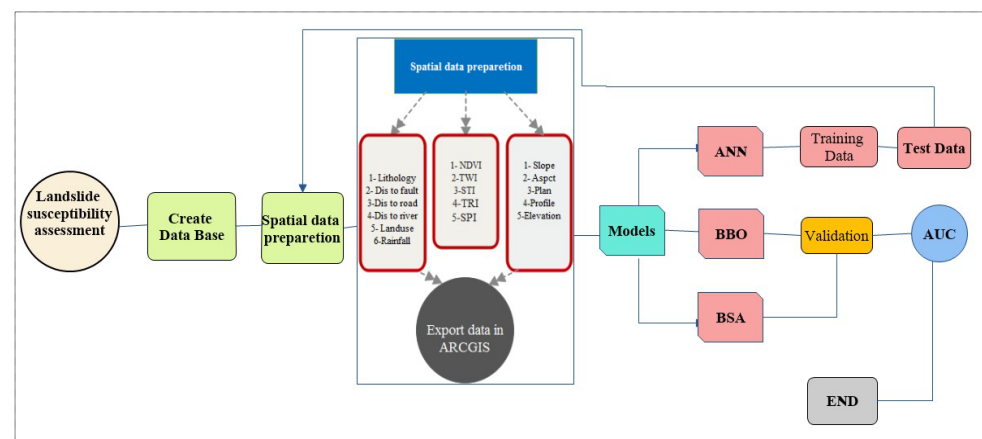 Landslide
susceptibility
assessment
Create
Data Base
Spatial data
preparetion
Spatial data preparetion
1- Lithology
2- Dis to fault
3-Dis to road
4-Dis to river
5- Landuse
6-Rainfall
1- NDVI
2-TWI
3-STI
4-TRI
5-SPI
1- Slope
2- Aspct
3-Plan
4-Profile
5-Elevation
Export data in
ARCGIS
Models
ANN
Training
Data
Test Data
BBO
Validation
AUC
BSA
END